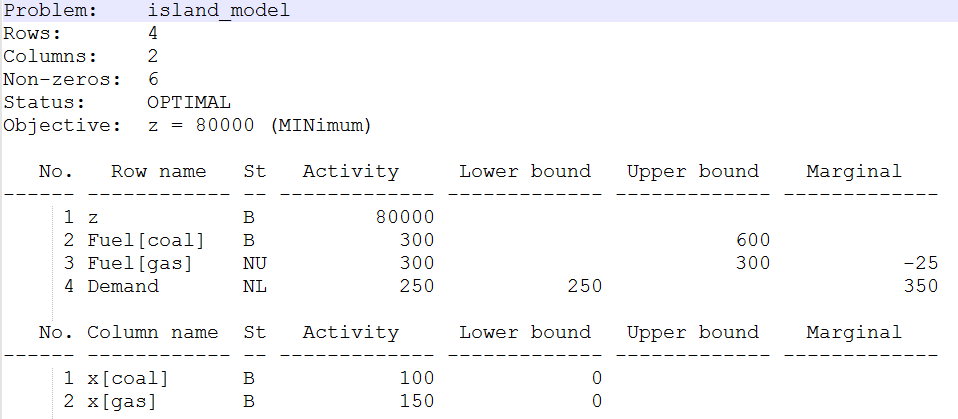 Problem:    island_model
Rows:       4
Columns:    2
Non-zeros:  6
Status:     OPTIMAL
Objective:  z = 80000 (MINimum)
   No.   Row name   St   Activity     Lower bound   Upper bound    Marginal
------ ------------ -- ------------- ------------- ------------- -------------
     1 z            B          80000
     2 Fuel[coal]   B            300                         600
     3 Fuel[gas]    NU           300                         300           -25
     4 Demand       NL           250           250                         350
   No. Column name  St   Activity     Lower bound   Upper bound    Marginal
------ ------------ -- ------------- ------------- ------------- -------------
     1 x[coal]      B            100             0
     2 x[gas]       B            150             0